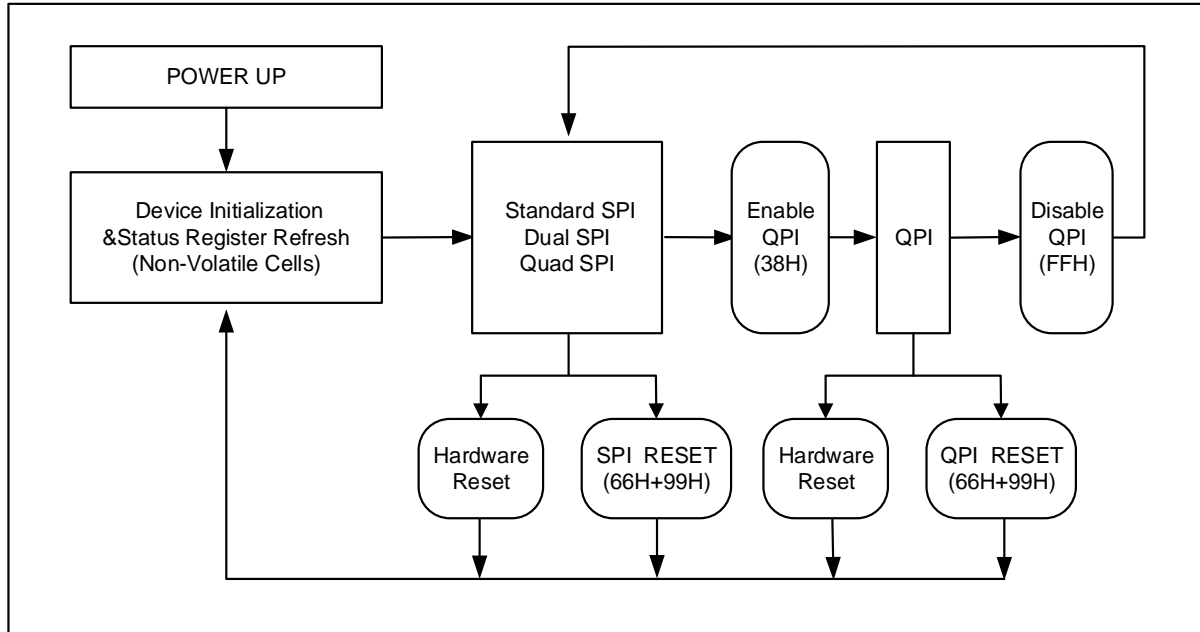 POWER UP
Device Initialization
&Status Register Refresh
(Non-Volatile Cells)
Standard SPI
Dual SPI
Quad SPI
Enable
QPI
(38H)
QPI
Disable
QPI
(FFH)
Hardware
Reset
SPI RESET
(66H+99H)
Hardware
Reset
QPI RESET
(66H+99H)